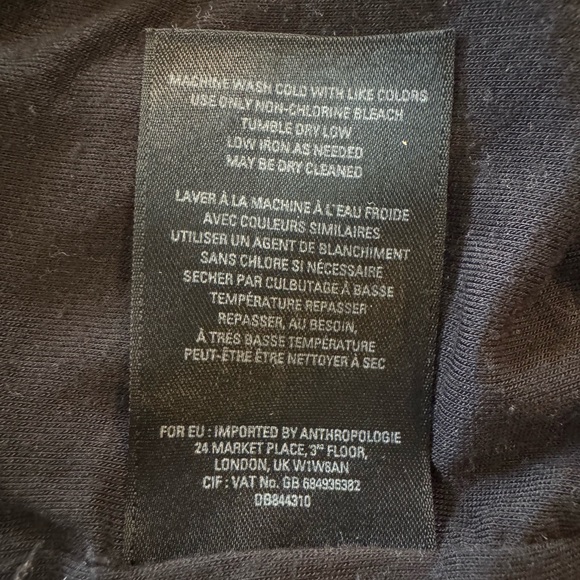 MACHINE WASH COLD WITH LIKE COLORS
USE ONLY NON-CHLORINE BLEACH
TUMBLE DRY LOW
LOW IRON AS NEEDED
MAY BE DRY CLEANED
LAVER À LA MACHINE À L'EAU FROIDE
AVEC COULEURS SIMILAIRES
UTILISER UN AGENT DE BLANCHIMENT
SANS CHLORE SI NÉCESSAIRE
SECHER PAR CULBUTAGE À BASSE
TEMPÉRATURE REPASSER
REPASSER, AU BESOIN,
À TRÈS BASSE TEMPÉRATURE
PEUT-ÊTRE ÊTRE NETTOYER À SEC
FOR EU : IMPORTED BY ANTHROPOLOGIE
24 MARKET PLACE, 3RD FLOOR,
LONDON, UK W1W8AN
CIF : VAT No. GB 684935382
DB844310